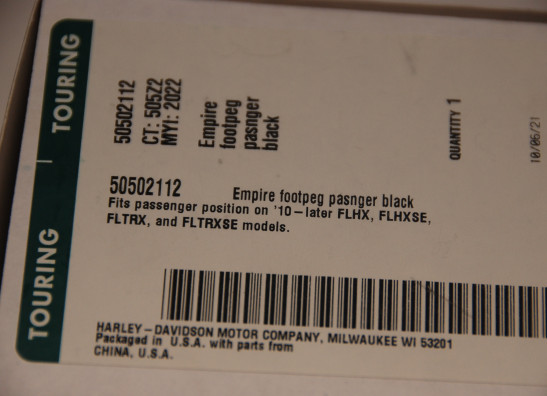 TOURING
TOURING
50502112
CT: 505Z2
MYI: 2022
Empire
footpeg
pasnger
black
QUANTITY 1
10/06/21
50502112 Empire footpeg pasnger black
Fits passenger position on '10-later FLHX, FLHXSE,
FLTRX, and FLTRXSE models.
HARLEY-DAVIDSON MOTOR COMPANY, MILWAUKEE WI 53201
Packaged in U.S.A. with parts from
CHINA, U.S.A.